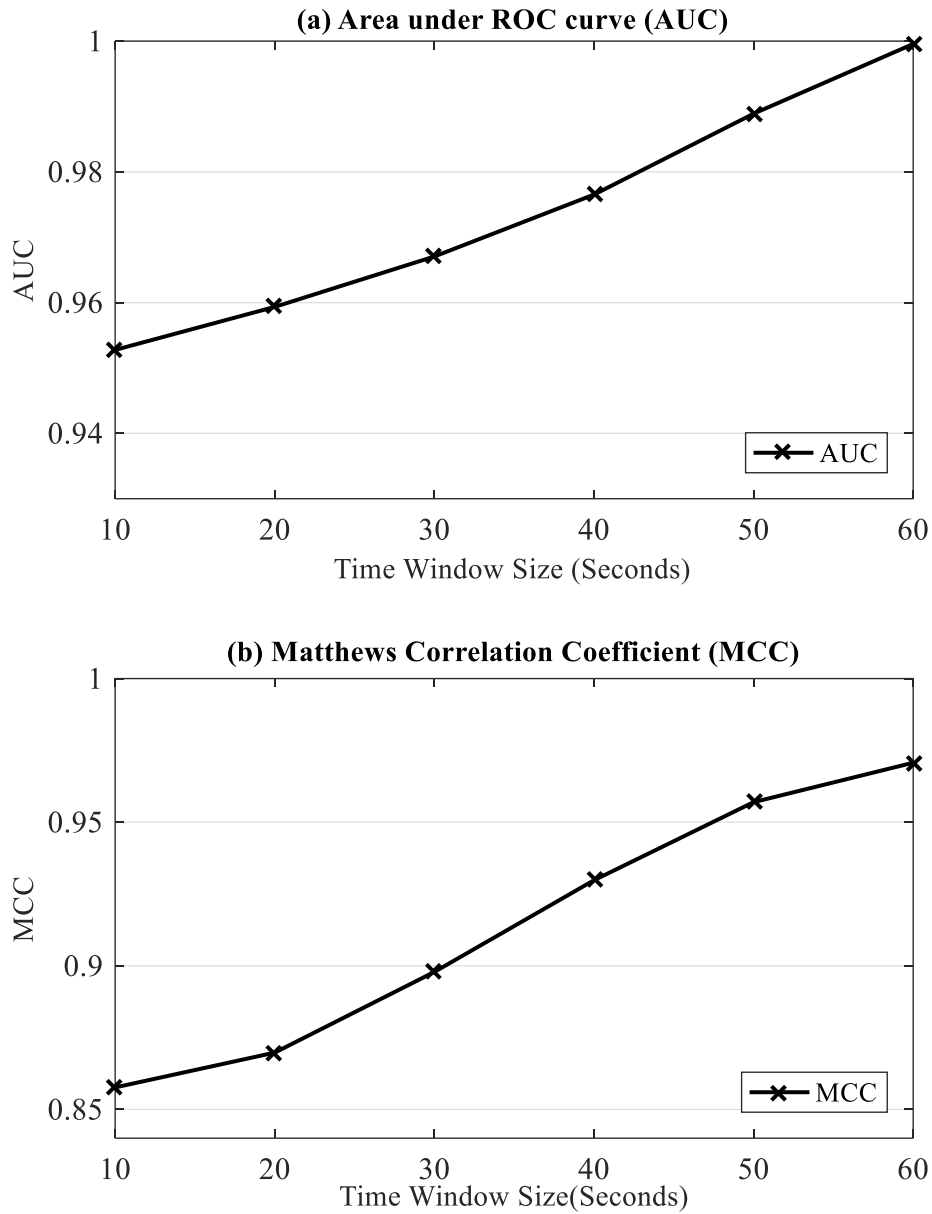 (a) Area under ROC curve (AUC)
1
0.98
0.96
0.94
AUC
AUC
10 20 30 40 50 60
Time Window Size (Seconds)
(b) Matthews Correlation Coefficient (MCC)
1
0.95
0.9
0.85
MCC
MCC
10 20 30 40 50 60
Time Window Size(Seconds)